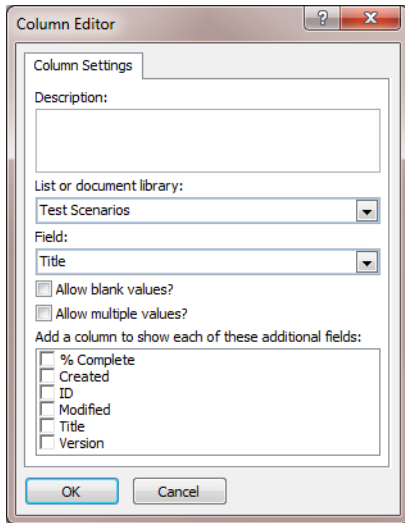 Column Editor
Column Settings
Description:
List or document library:
Test Scenarios
Field:
Title
Allow blank values?
Allow multiple values?
Add a column to show each of these additional fields:
% Complete
Created
ID
Modified
Title
Version
OK Cancel